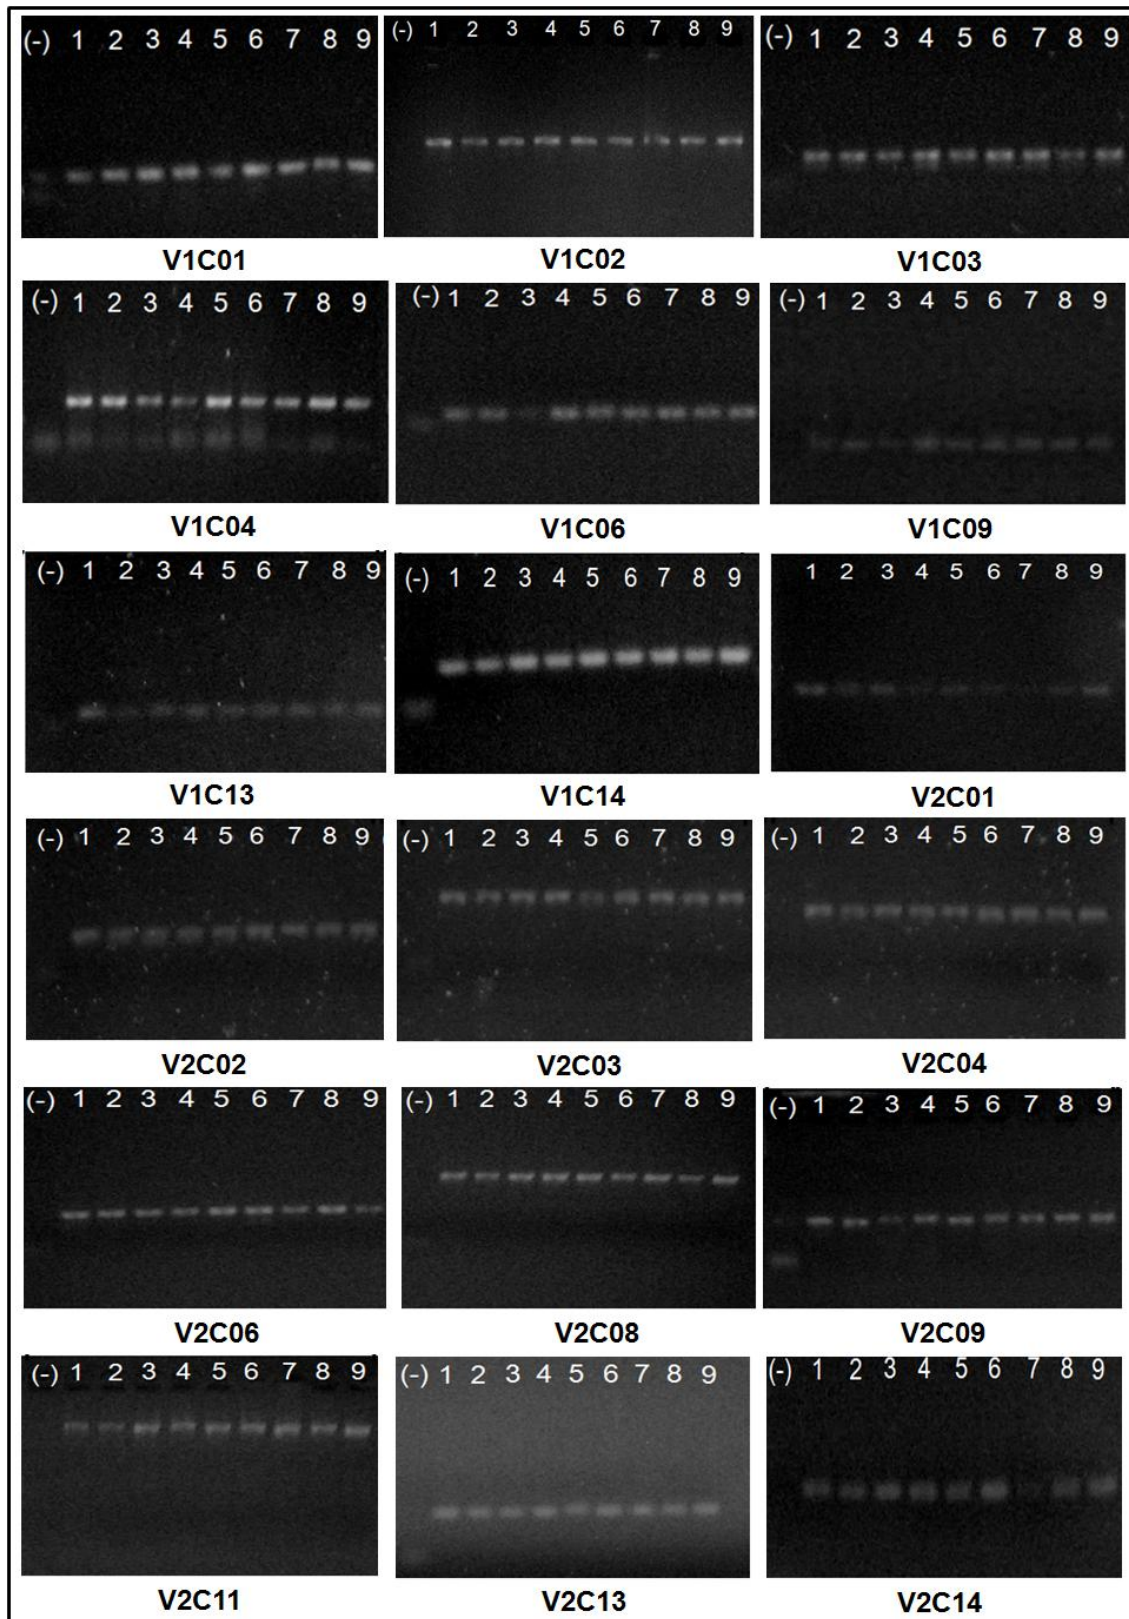 (-) 1 2 3 4 5 6 7 8 9
(-) 1 2 3 4 5 6 7 8 9
(-) 1 2 3 4 5 6 7 8 9
V1C01
V1C02
V1C03
(-) 1 2 3 4 5 6 7 8 9
(-) 1 2 3 4 5 6 7 8 9
(-) 1 2 3 4 5 6 7 8 9
V1C04
V1C06
V1C09
(-) 1 2 3 4 5 6 7 8 9
(-) 1 2 3 4 5 6 7 8 9
1 2 3 4 5 6 7 8 9
V1C13
V1C14
V2C01
(-) 1 2 3 4 5 6 7 8 9
(-) 1 2 3 4 5 6 7 8 9
(-) 1 2 3 4 5 6 7 8 9
V2C02
V2C03
V2C04
(-) 1 2 3 4 5 6 7 8 9
(-) 1 2 3 4 5 6 7 8 9
(-) 1 2 3 4 5 6 7 8 9
V2C06
V2C08
V2C09
(-) 1 2 3 4 5 6 7 8 9
(-) 1 2 3 4 5 6 7 8 9
(-) 1 2 3 4 5 6 7 8 9
V2C11
V2C13
V2C14